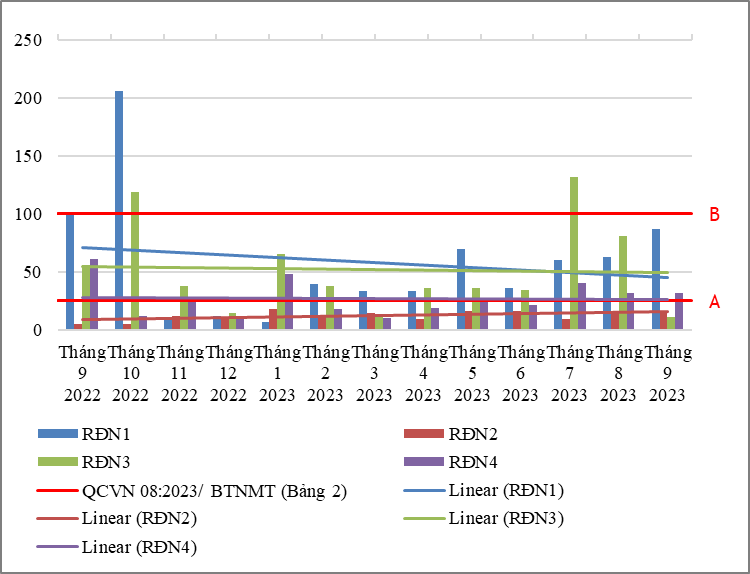 250
200
150
100
50
0
B
A
Tháng Tháng Tháng Tháng Tháng Tháng Tháng Tháng Tháng Tháng Tháng Tháng Tháng
9 10 11 12 1 2 3 4 5 6 7 8 9
2022 2022 2022 2022 2023 2023 2023 2023 2023 2023 2023 2023 2023
RĐN1 RĐN2
RĐN3 RĐN4
QCVN 08:2023/ BTNMT (Bảng 2) Linear (RĐN1)
Linear (RĐN2) Linear (RĐN3)
Linear (RĐN4)